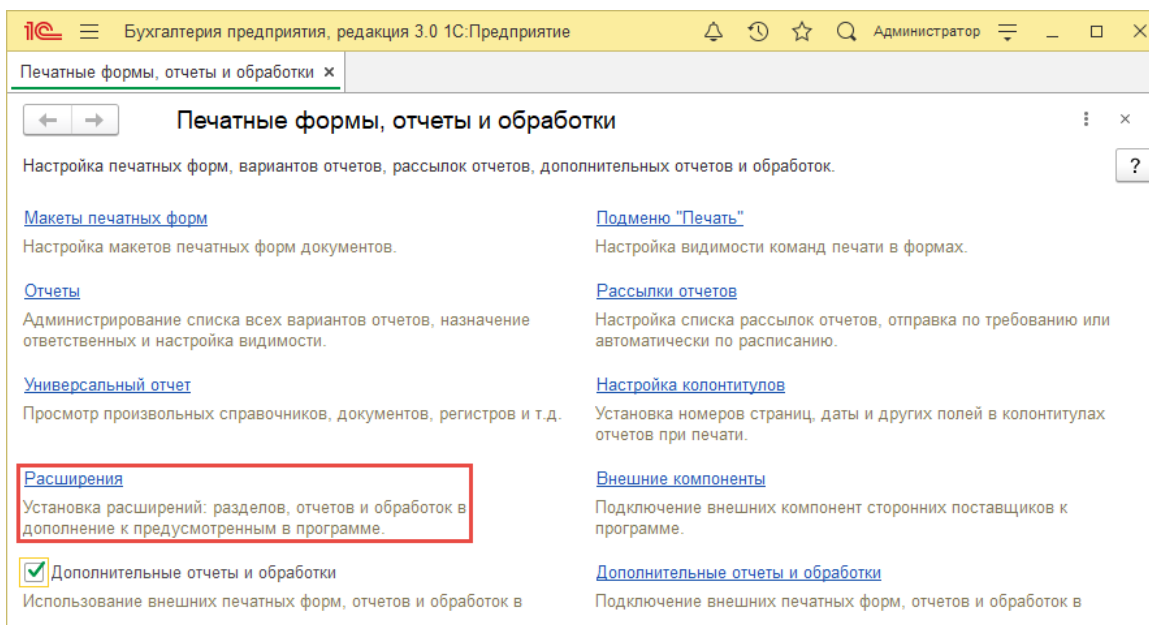 1С Бухгалтерия предприятия, редакция 3.0 1С:Предприятие Администратор
Печатные формы, отчеты и обработки ×
Печатные формы, отчеты и обработки
Настройка печатных форм, вариантов отчетов, рассылок отчетов, дополнительных отчетов и обработок. ?
Макеты печатных форм
Настройка макетов печатных форм документов.
Подменю "Печать"
Настройка видимости команд печати в формах.
Отчеты
Администрирование списка всех вариантов отчетов, назначение
ответственных и настройка видимости.
Рассылки отчетов
Настройка списка рассылок отчетов, отправка по требованию или
автоматически по расписанию.
Универсальный отчет
Просмотр произвольных справочников, документов, регистров и т.д.
Настройка колонтитулов
Установка номеров страниц, даты и других полей в колонтитулах
отчетов при печати.
Расширения
Установка расширений: разделов, отчетов и обработок в
дополнение к предусмотренным в программе.
Внешние компоненты
Подключение внешних компонент сторонних поставщиков к
программе.
Дополнительные отчеты и обработки
Использование внешних печатных форм, отчетов и обработок в
Дополнительные отчеты и обработки
Подключение внешних печатных форм, отчетов и обработок в